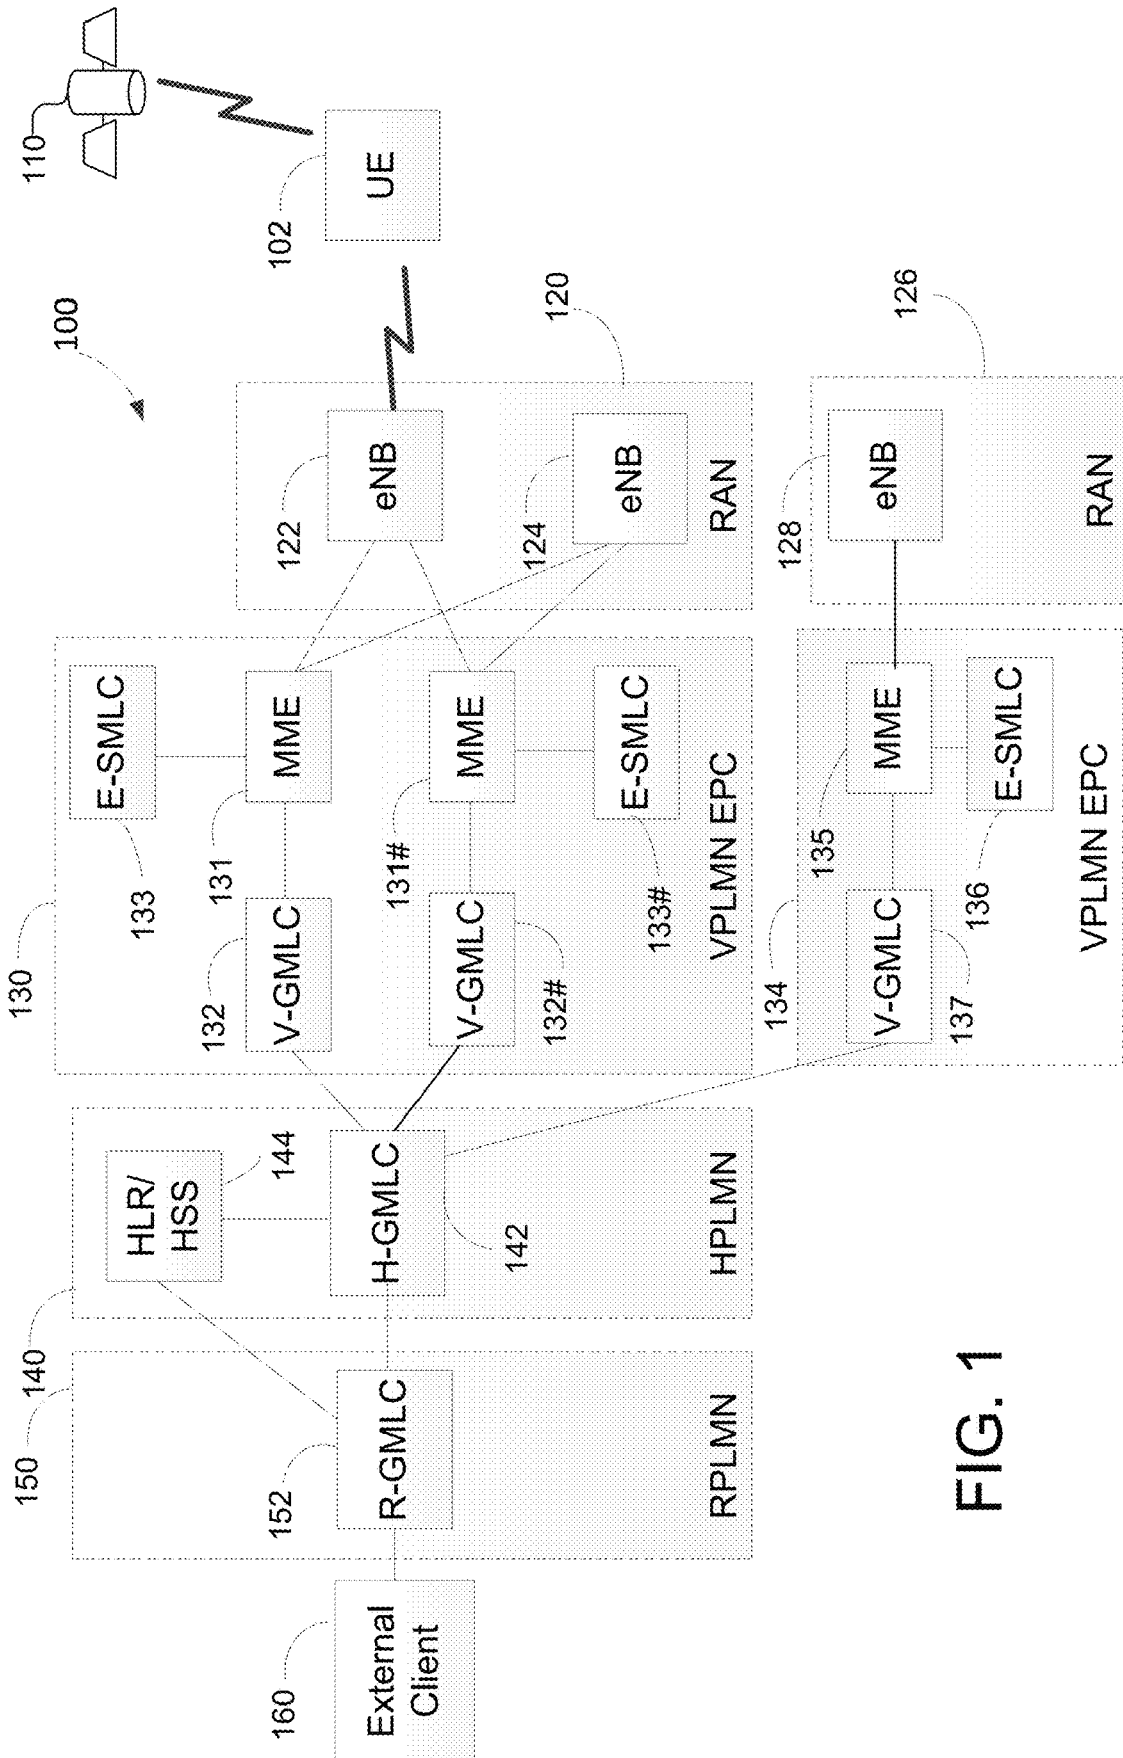 100
110
UE
102
eNB
122
eNB
124
RAN
120
eNB
128
RAN
126
E-SMLC
133
MME
131
V-GMLC
132
MME
131#
V-GMLC
132#
E-SMLC
133#
VPLMN EPC
130
MME
135
V-GMLC
137
E-SMLC
136
VPLMN EPC
134
HLR/
HSS
144
H-GMLC
142
HPLMN
140
R-GMLC
152
RPLMN
150
External
Client
160
FIG. 1